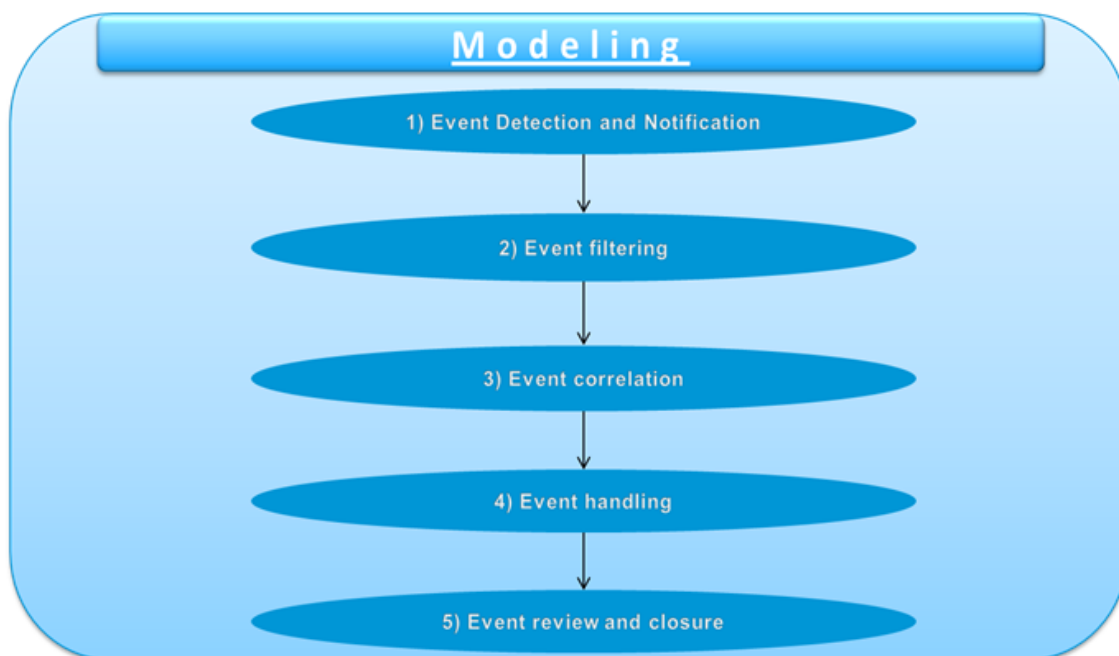 Modeling
1) Event Detection and Notification
2) Event filtering
3) Event correlation
4) Event handling
5) Event review and closure